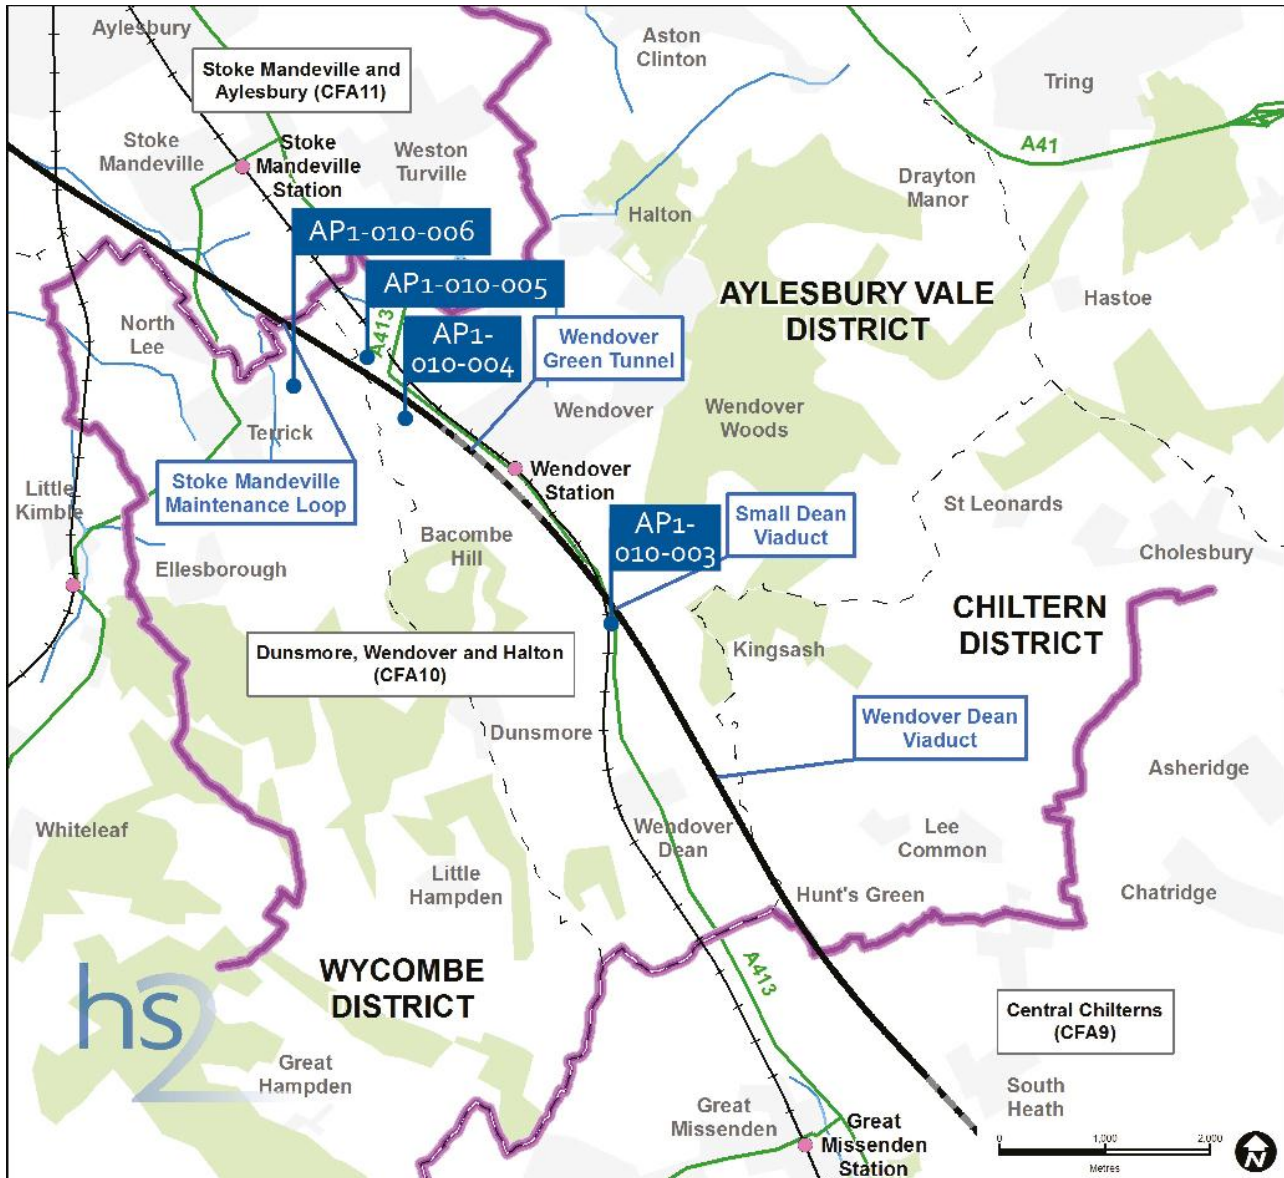 Aylesbury
Aston
Clinton
Stoke Mandeville and
Aylesbury (CFA11)
Tring
Stoke
Mandeville
Stoke
Mandeville
Station
Weston
Turville
A41
Drayton
Manor
Halton
AP1-010-006
AP1-010-005
AYLESBURY VALE
DISTRICT
Hastoe
North
Lee
A413
AP1-
010-004
Wendover
Green Tunnel
Wendover
Wendover
Woods
Terrick
Stoke Mandeville
Maintenance Loop
Wendover
Station
Little
Kimble
St Leonards
AP1-
010-003
Small Dean
Viaduct
Bacombe
Hill
Cholesbury
Ellesborough
CHILTERN
DISTRICT
Dunsmore, Wendover and Halton
(CFA10)
Kingsash
Wendover Dean
Viaduct
Dunsmore
Asheridge
Whiteleaf
Wendover
Dean
Lee
Common
Little
Hampden
Hunt's Green
Chatridge
WYCOMBE
DISTRICT
A413
hs2
Central Chilterns
(CFA9)
Great
Hampden
South
Heath
Great
Missenden
Great
Missenden
Station
0 1,000 2,000
Metres
N